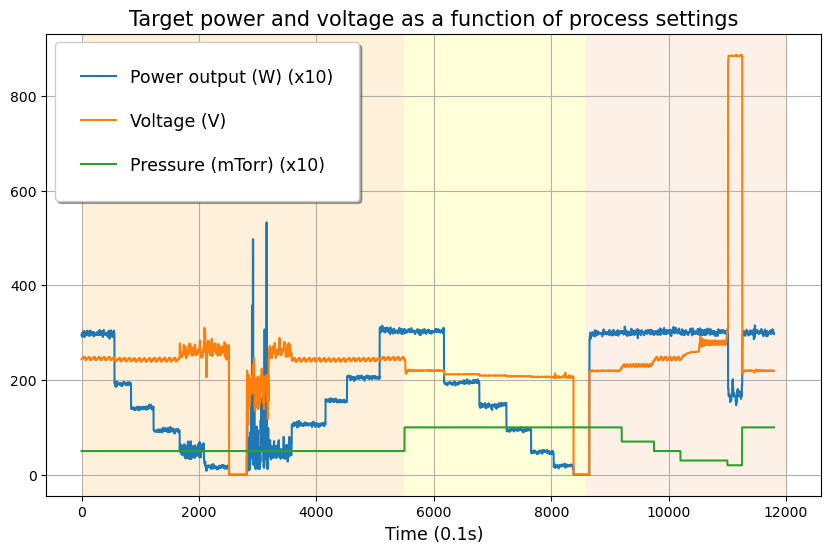 Target power and voltage as a function of process settings
Power output (W) (x10)
Voltage (V)
Pressure (mTorr) (x10)
800
600
400
200
0
0 2000 4000 6000 8000 10000 12000
Time (0.1s)